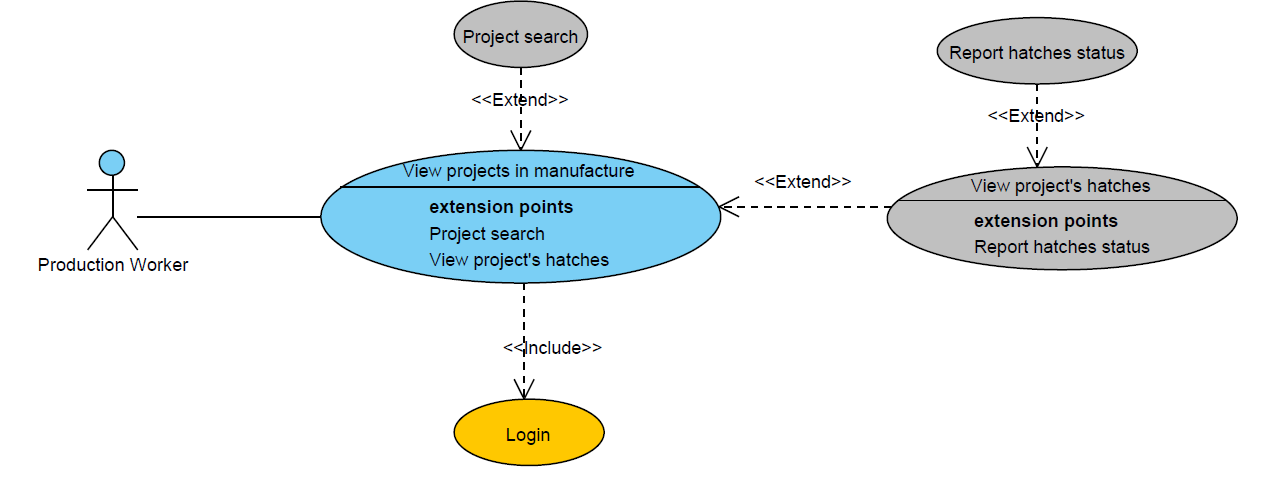 Project search
Report hatches status
<<Extend>>
<<Extend>>
View projects in manufacture
extension points
Project search
View project's hatches
<<Extend>>
View project's hatches
extension points
Report hatches status
Production Worker
<<Include>>
Login